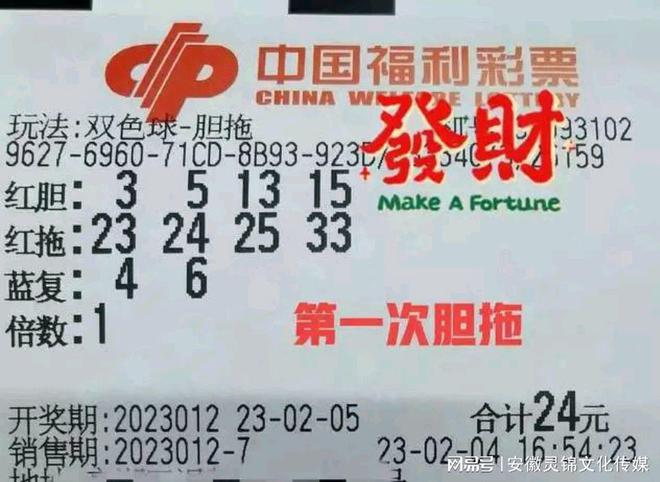 中国福利彩票
CHINA WELFARE LOTTERY
玩法:双色球-胆拖
93102
9627-6960-71CD-8B93-923D
發財
Make A Fortune
红胆: 3 5 13 15
红拖: 23 24 25 33
蓝复: 4 6
倍数:1
第一次胆拖
开奖期:2023012 23-02-05 合计24元
销售期:2023012-7 23-02-04 16:54:23
搜狐号|安徽灵锦文化传媒